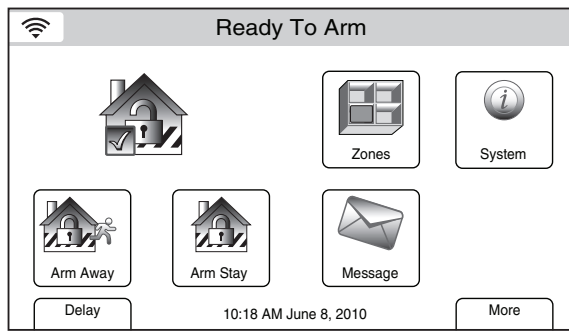 Ready To Arm
Zones
System
Arm Away
Arm Stay
Message
Delay
10:18 AM June 8, 2010
More